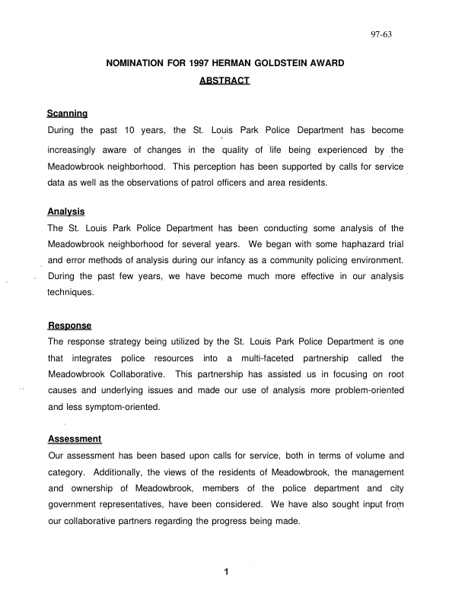 97-63
NOMINATION FOR 1997 HERMAN GOLDSTEIN AWARD
ABSTRACT
Scanning
During the past 10 years, the St. Louis Park Police Department has become
increasingly aware of changes in the quality of life being experienced by the
Meadowbrook neighborhood. This perception has been supported by calls for service
data as well as the observations of patrol officers and area residents.
Analysis
The St. Louis Park Police Department has been conducting some analysis of the
Meadowbrook neighborhood for several years. We began with some haphazard trial
and error methods of analysis during our infancy as a community policing environment.
During the past few years, we have become much more effective in our analysis
techniques.
Response
The response strategy being utilized by the St. Louis Park Police Department is one
that integrates police resources into a multi-faceted partnership called the
Meadowbrook Collaborative. This partnership has assisted us in focusing on root
causes and underlying issues and made our use of analysis more problem-oriented
and less symptom-oriented.
Assessment
Our assessment has been based upon calls for service, both in terms of volume and
category. Additionally, the views of the residents of Meadowbrook, the management
and ownership of Meadowbrook, members of the police department and city
government representatives, have been considered. We have also sought input from
our collaborative partners regarding the progress being made.
1